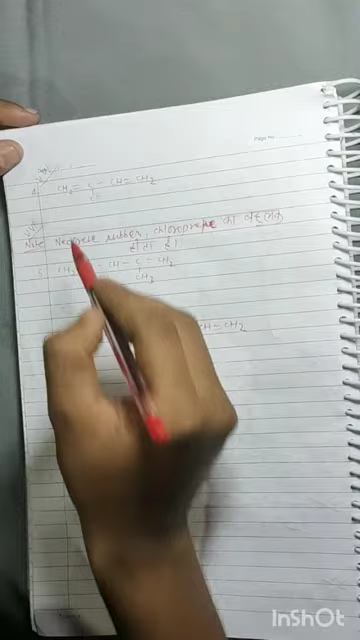 Page No.
4. CH2 = C - CH = CH2
Cl
Note Neoprene rubber, chloroprene का बहुलक
होता है।
5. CH2 = CH - C = CH2
CH3
CH = CH2
InShOt